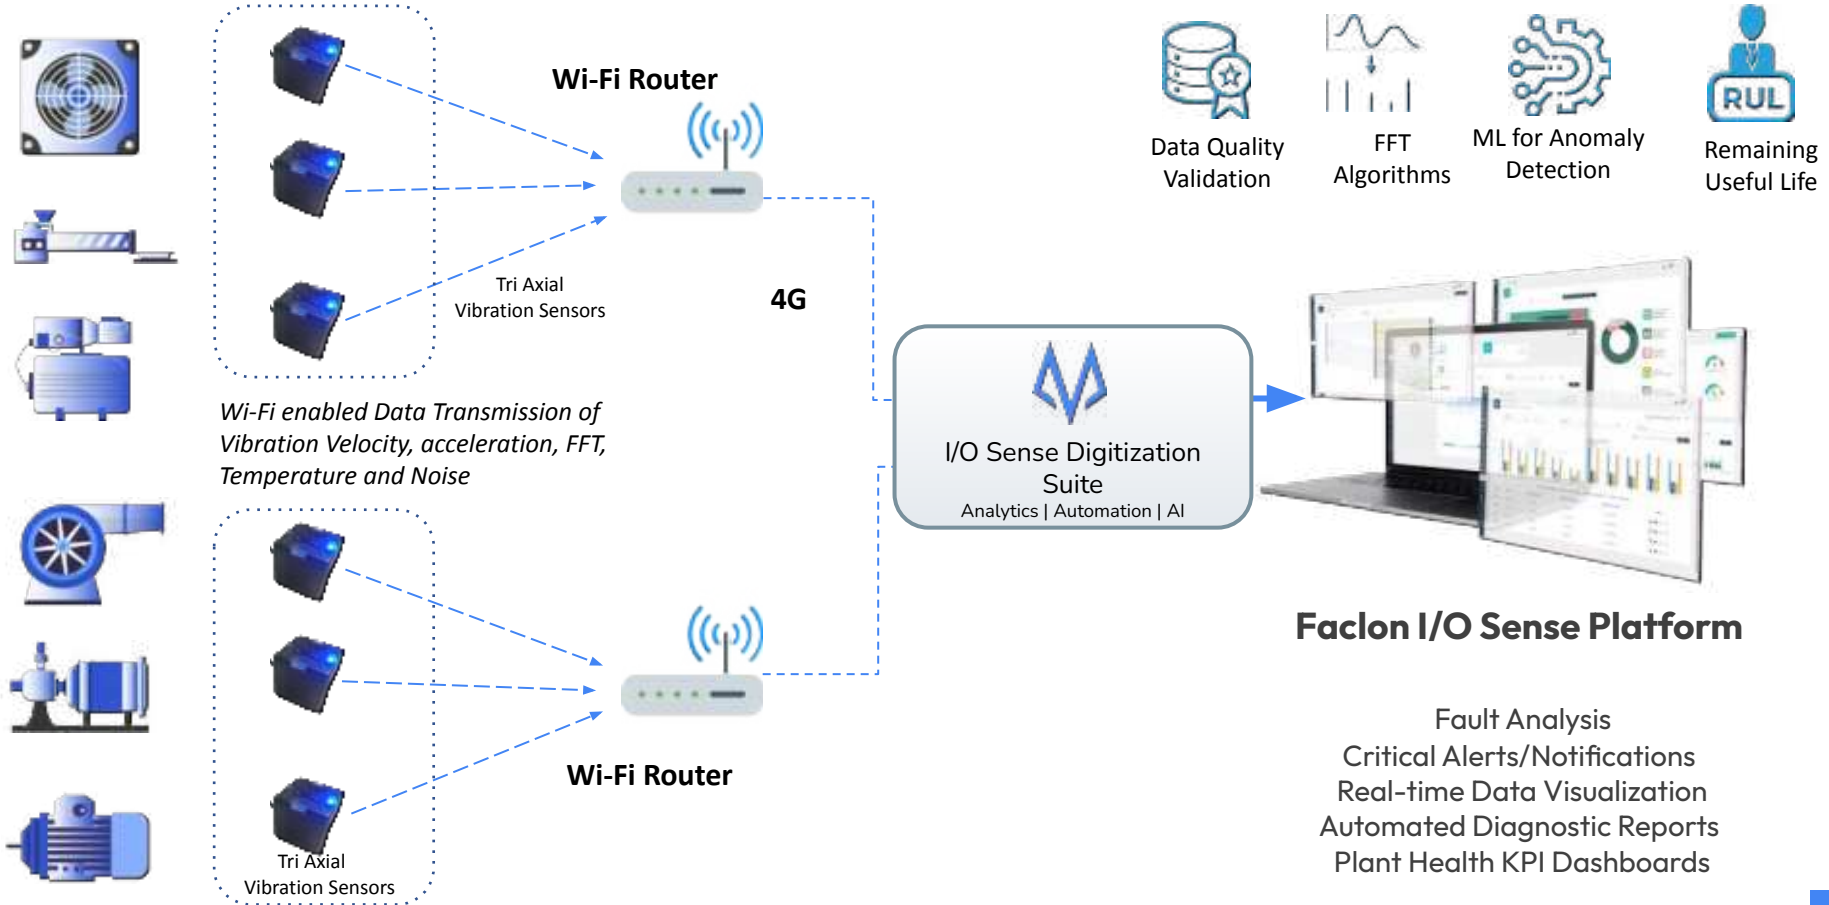 Wi-Fi Router
Tri Axial
Vibration Sensors
4G
Wi-Fi enabled Data Transmission of
Vibration Velocity, acceleration, FFT,
Temperature and Noise
Wi-Fi Router
Tri Axial
Vibration Sensors
I/O Sense Digitization
Suite
Analytics | Automation | AI
Data Quality
Validation
FFT
Algorithms
ML for Anomaly
Detection
RUL
Remaining
Useful Life
Faclon I/O Sense Platform
Fault Analysis
Critical Alerts/Notifications
Real-time Data Visualization
Automated Diagnostic Reports
Plant Health KPI Dashboards